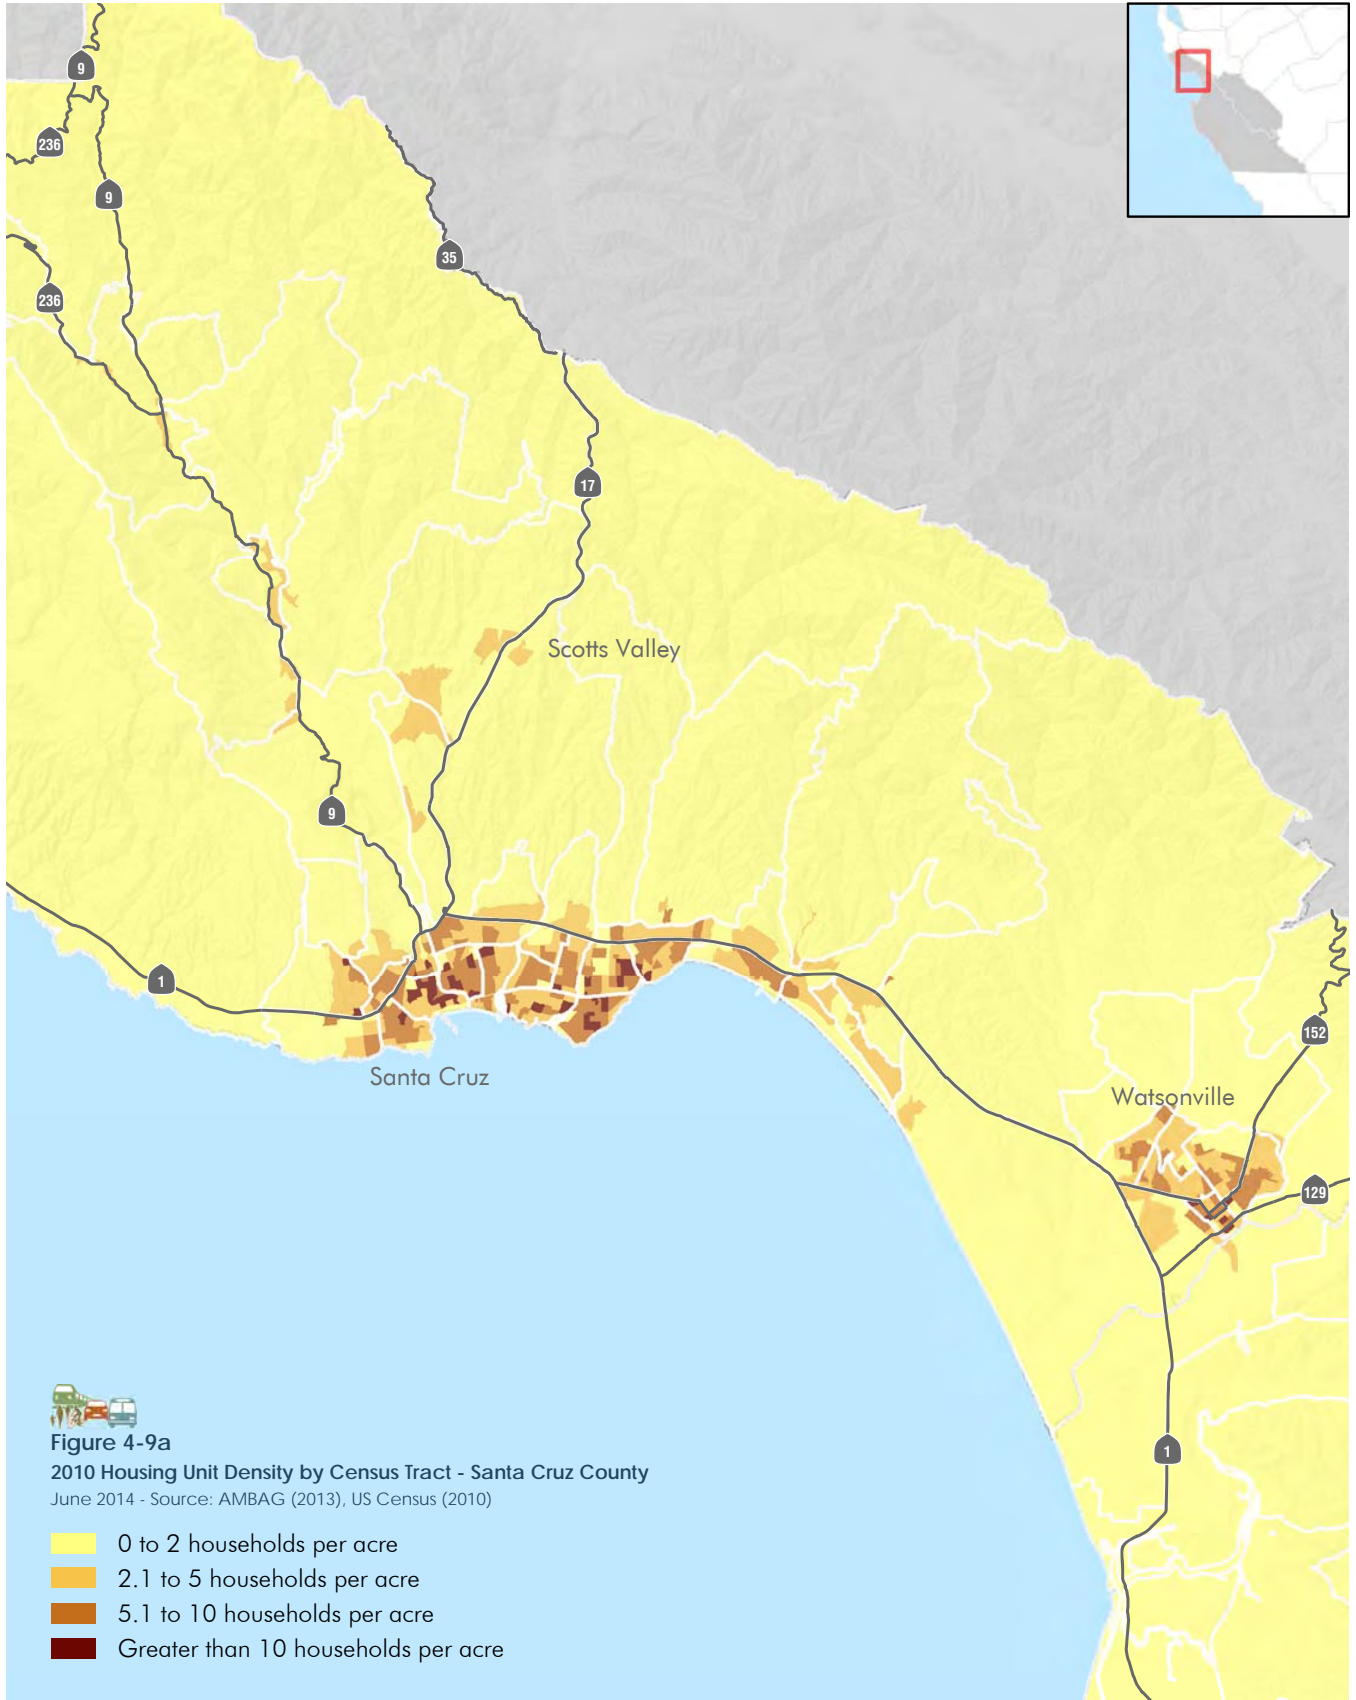 9
236
9
35
236
17
Scotts Valley
9
1
152
Santa Cruz
Watsonville
129
1
Figure 4-9a
2010 Housing Unit Density by Census Tract - Santa Cruz County
June 2014 - Source: AMBAG (2013), US Census (2010)
0 to 2 households per acre
2.1 to 5 households per acre
5.1 to 10 households per acre
Greater than 10 households per acre